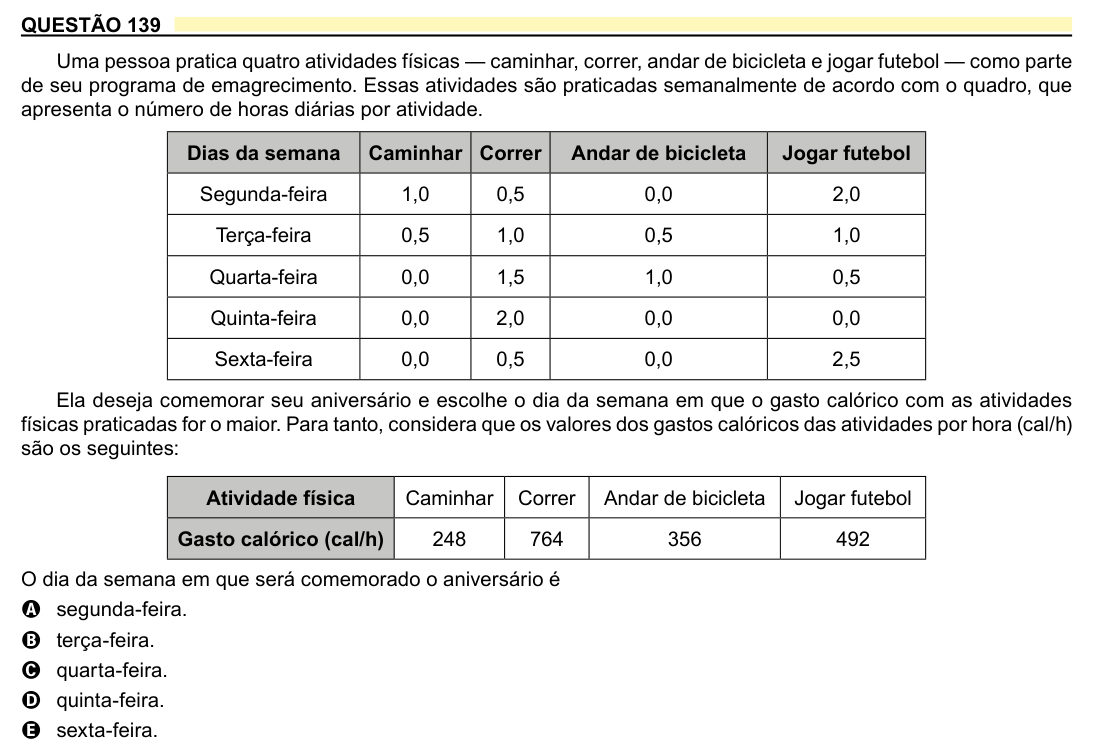 QUESTÃO 139
Uma pessoa pratica quatro atividades físicas — caminhar, correr, andar de bicicleta e jogar futebol — como parte
de seu programa de emagrecimento. Essas atividades são praticadas semanalmente de acordo com o quadro, que
apresenta o número de horas diárias por atividade.
Dias da semana Caminhar Correr Andar de bicicleta Jogar futebol
Segunda-feira 1,0 0,5 0,0 2,0
Terça-feira 0,5 1,0 0,5 1,0
Quarta-feira 0,0 1,5 1,0 0,5
Quinta-feira 0,0 2,0 0,0 0,0
Sexta-feira 0,0 0,5 0,0 2,5
Ela deseja comemorar seu aniversário e escolhe o dia da semana em que o gasto calórico com as atividades
físicas praticadas for o maior. Para tanto, considera que os valores dos gastos calóricos das atividades por hora (cal/h)
são os seguintes:
Atividade física Caminhar Correr Andar de bicicleta Jogar futebol
Gasto calórico (cal/h) 248 764 356 492
O dia da semana em que será comemorado o aniversário é
A segunda-feira.
B terça-feira.
C quarta-feira.
D quinta-feira.
E sexta-feira.